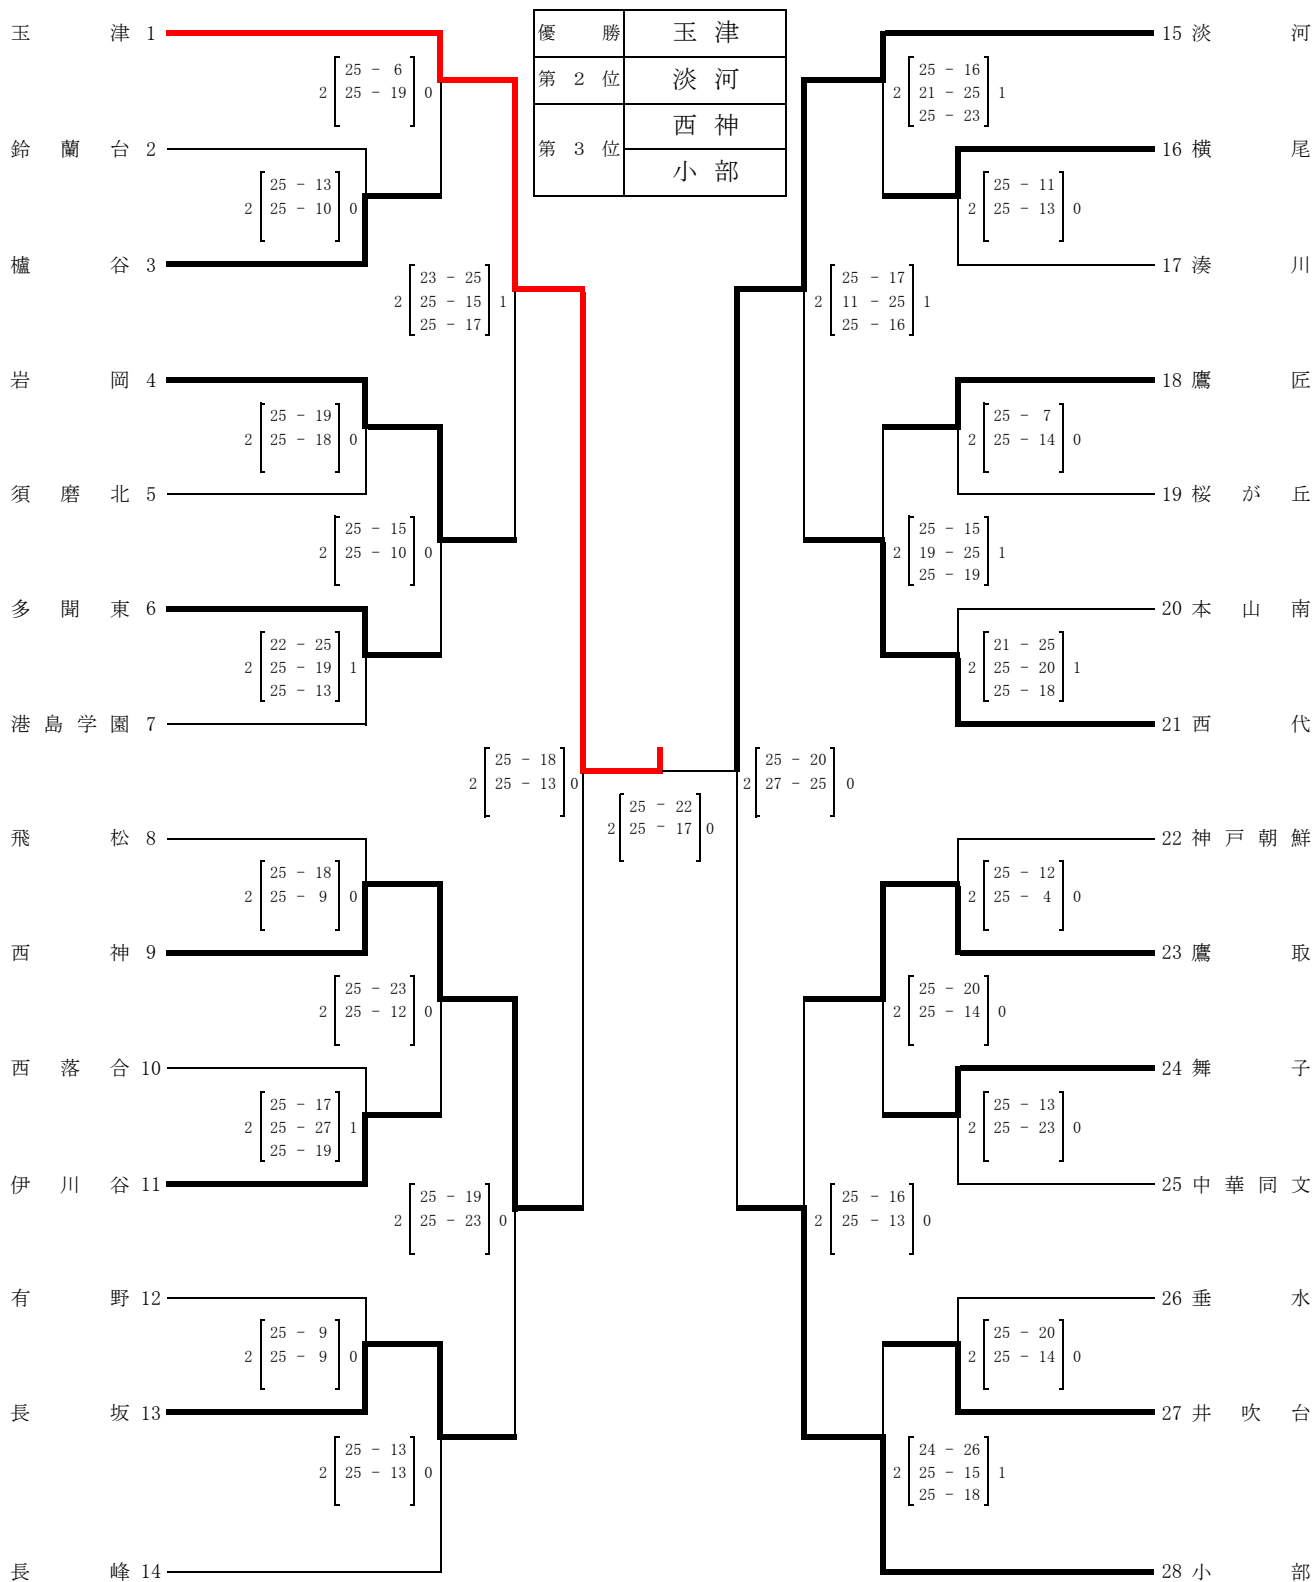 玉津 1
鈴蘭台 2
櫨谷 3
岩岡 4
須磨北 5
多聞東 6
港島学園 7
飛松 8
西神 9
西落合 10
伊川谷 11
有野 12
長坂 13
長峰 14
優勝 玉津
第2位 淡河
第3位 西神
小部
15 淡河
16 横尾
17 湊川
18 鷹匠
19 桜が丘
20 本山南
21 西代
22 神戸朝鮮
23 鷹取
24 舞子
25 中華同文
26 垂水
27 井吹台
28 小部
25 - 6
2 25 - 19 0
25 - 13
2 25 - 10 0
23 - 25
2 25 - 15 1
25 - 17
25 - 19
2 25 - 18 0
25 - 15
2 25 - 10 0
22 - 25
2 25 - 19 1
25 - 13
25 - 18
2 25 - 13 0
25 - 22
2 25 - 17 0
25 - 18
2 25 - 9 0
25 - 23
2 25 - 12 0
25 - 17
2 25 - 27 1
25 - 19
25 - 19
2 25 - 23 0
25 - 9
2 25 - 9 0
25 - 13
2 25 - 13 0
25 - 16
2 21 - 25 1
25 - 23
25 - 11
2 25 - 13 0
25 - 17
2 11 - 25 1
25 - 16
25 - 7
2 25 - 14 0
25 - 15
2 19 - 25 1
25 - 19
21 - 25
2 25 - 20 1
25 - 18
25 - 20
2 27 - 25 0
25 - 12
2 25 - 4 0
25 - 20
2 25 - 14 0
25 - 13
2 25 - 23 0
25 - 16
2 25 - 13 0
25 - 20
2 25 - 14 0
24 - 26
2 25 - 15 1
25 - 18